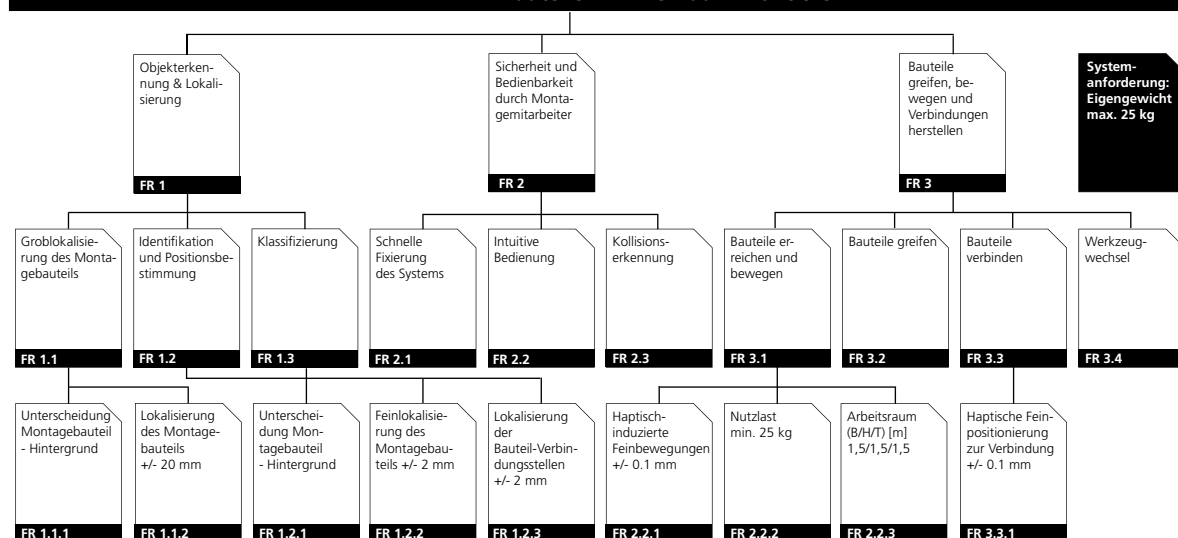 Objekterken-
nung & Lokali-
sierung
FR 1
Sicherheit und
Bedienbarkeit
durch Monta-
gemitarbeiter
FR 2
Bauteile
greifen, be-
wegen und
Verbindungen
herstellen
FR 3
System-
anforderung:
Eigengewicht
max. 25 kg
Groblokalisie-
rung des Monta-
gebauteils
FR 1.1
Identifikation
und Positionsbe-
stimmung
FR 1.2
Klassifizierung
FR 1.3
Schnelle
Fixierung
des Systems
FR 2.1
Intuitive
Bedienung
FR 2.2
Kollisions-
erkennung
FR 2.3
Bauteile er-
reichen und
bewegen
FR 3.1
Bauteile greifen
FR 3.2
Bauteile
verbinden
FR 3.3
Werkzeug-
wechsel
FR 3.4
Unterscheidung
Montagebauteil
- Hintergrund
FR 1.1.1
Lokalisierung
des Montage-
bauteils
+/- 20 mm
FR 1.1.2
Unterschei-
dung Mon-
tagebauteil
- Hintergrund
FR 1.2.1
Feinlokalisie-
rung des
Montagebau-
teils +/- 2 mm
FR 1.2.2
Lokalisierung
der
Bauteil-Verbin-
dungsstellen
+/- 2 mm
FR 1.2.3
Haptisch-
induzierte
Feinbewegungen
+/- 0.1 mm
FR 2.2.1
Nutzlast
min. 25 kg
FR 2.2.2
Arbeitsraum
(B/H/T) [m]
1,5/1,5/1,5
FR 2.2.3
Haptische Fein-
positionierung
zur Verbindung
+/- 0.1 mm
FR 3.3.1